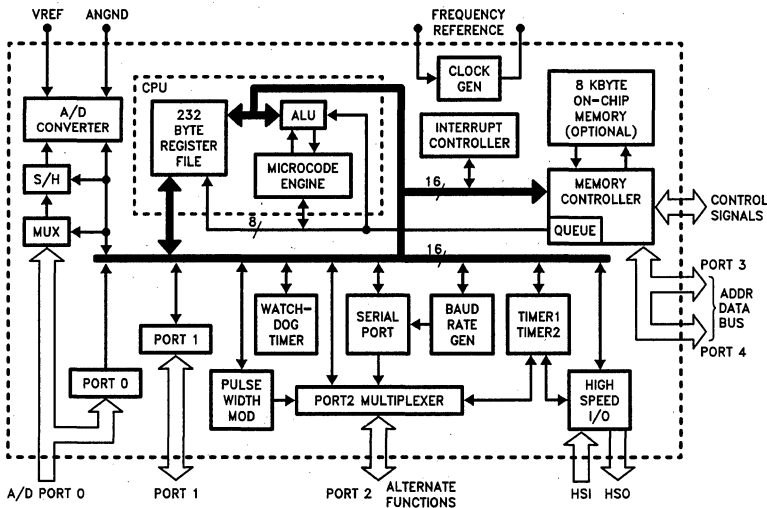 VREF
ANGND
FREQUENCY
REFERENCE
CLOCK
GEN
8 KBYTE
ON-CHIP
MEMORY
(OPTIONAL)
CPU
A/D
CONVERTER
232
BYTE
REGISTER
FILE
ALU
INTERRUPT
CONTROLLER
MICROCODE
ENGINE
S/H
16
MEMORY
CONTROLLER
CONTROL
SIGNALS
MUX
8
QUEUE
16
PORT 3
ADDR
DATA
BUS
PORT 4
WATCH-
DOG
TIMER
SERIAL
PORT
BAUD
RATE
GEN
TIMER1
TIMER2
PORT 1
PORT 0
PULSE
WIDTH
MOD
PORT2 MULTIPLEXER
HIGH
SPEED
I/O
A/D PORT 0
PORT 1
PORT 2
ALTERNATE
FUNCTIONS
HSI
HSO